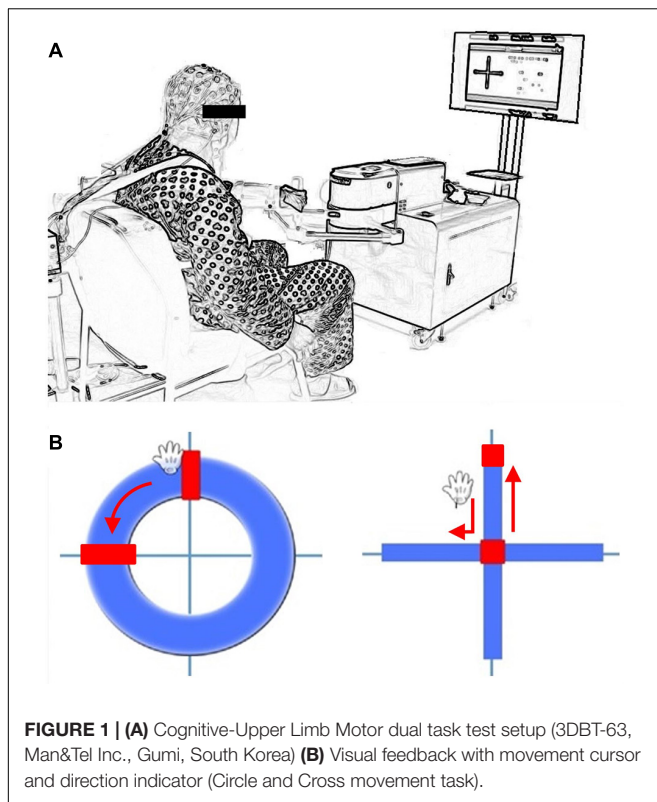 A
B
FIGURE 1 | (A) Cognitive-Upper Limb Motor dual task test setup (3DBT-63,
Man&Tel Inc., Gumi, South Korea) (B) Visual feedback with movement cursor
and direction indicator (Circle and Cross movement task).